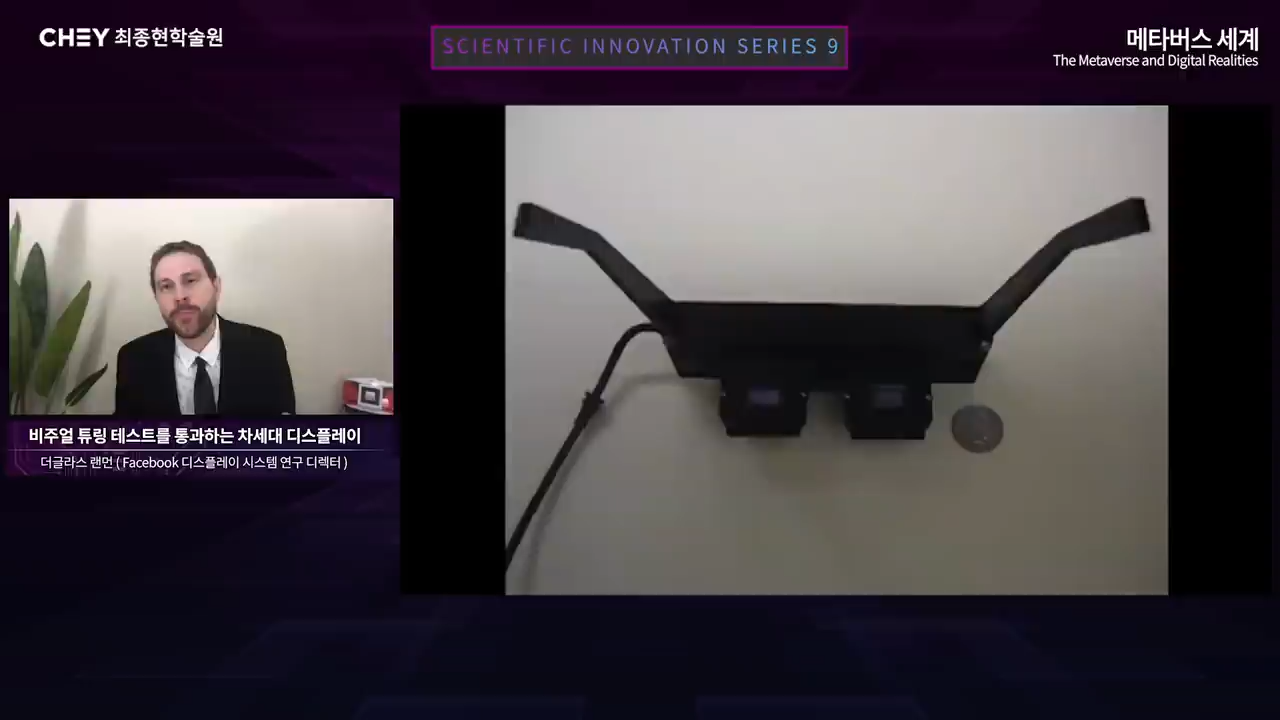 CHEY 최종현학술원
SCIENTIFIC INNOVATION SERIES 9
메타버스 세계
The Metaverse and Digital Realities
비주얼 튜링 테스트를 통과하는 차세대 디스플레이
더글라스 랜먼 ( Facebook 디스플레이 시스템 연구 디렉터 )